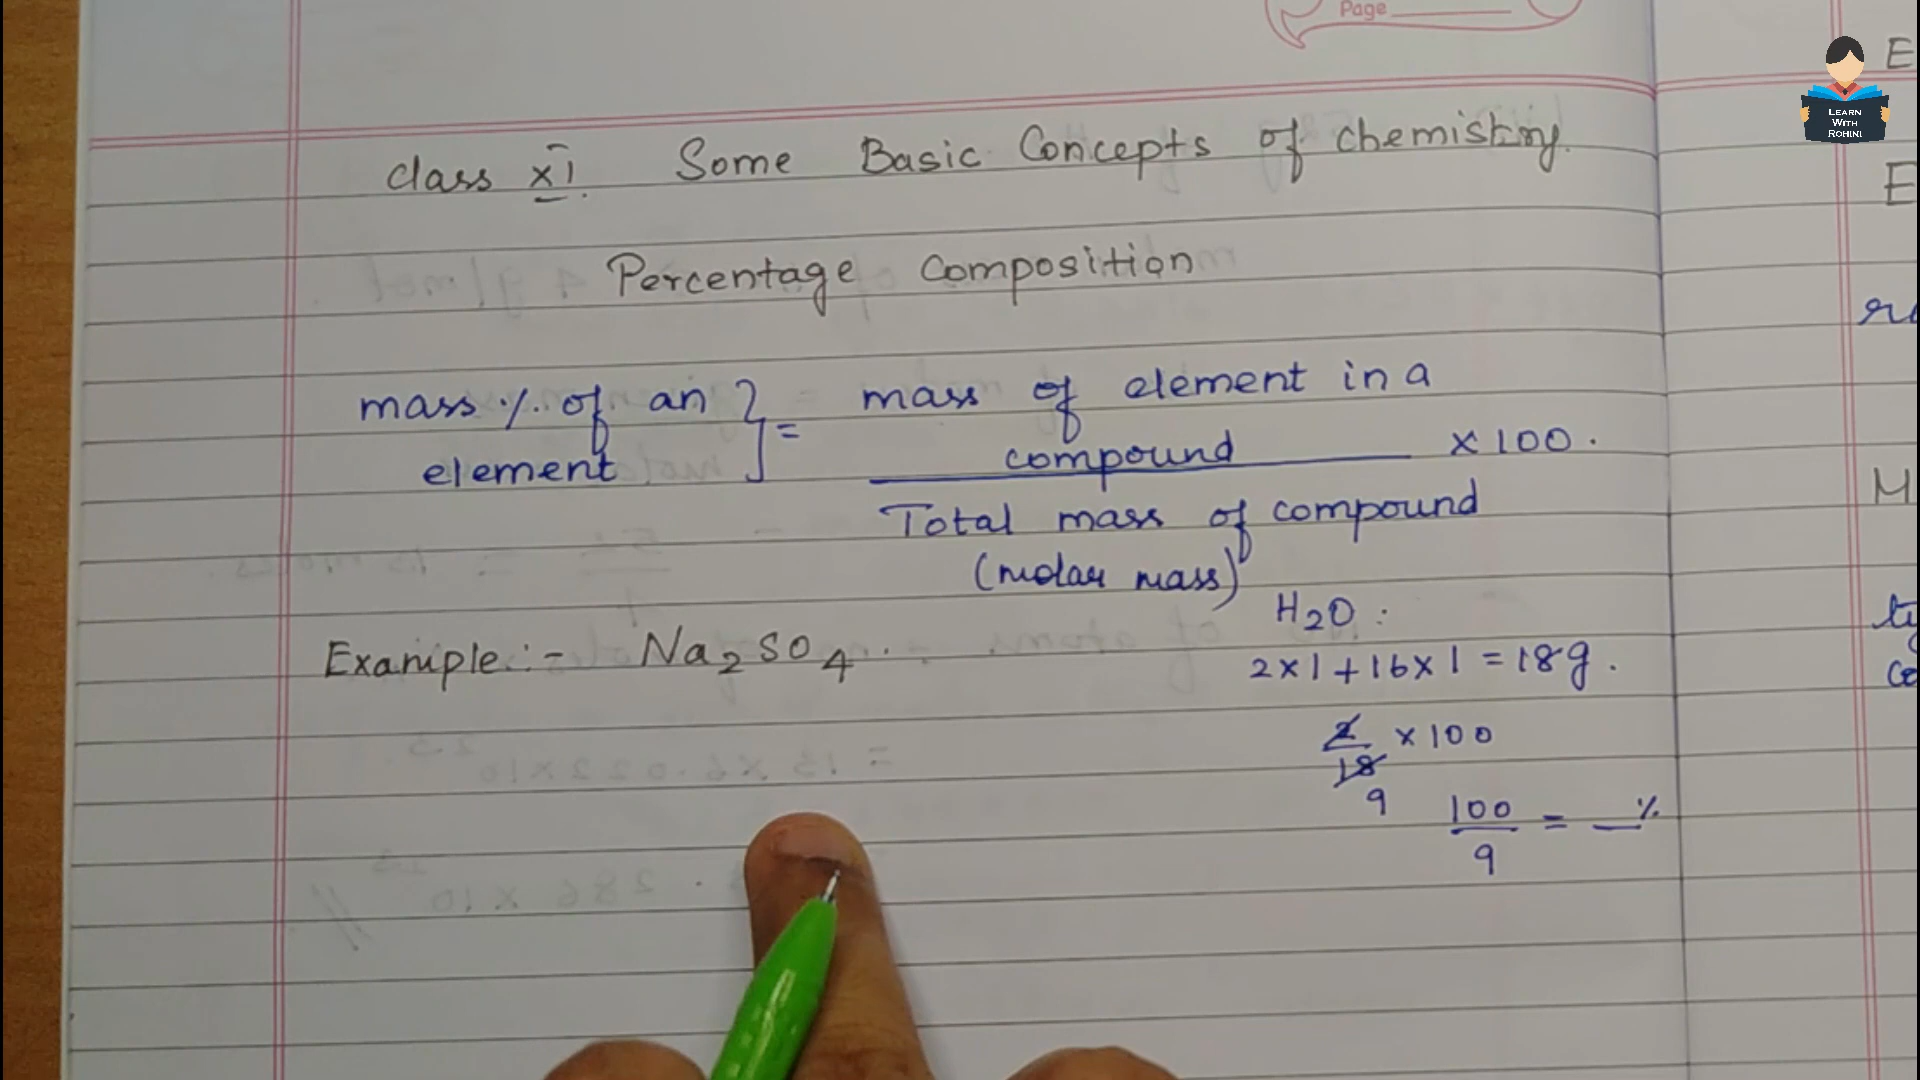 Page
LEARN
WITH
ROHINI
class XI. Some Basic Concepts of chemistry.
Percentage Composition
mass %. of an element } = mass of element in a
compound × 100.
Total mass of compound
(molar mass)
H2O :
Example :- Na2SO4.
2×1+16×1 = 18g.
2/18 × 100
9
100/9 = __%
E
E
M